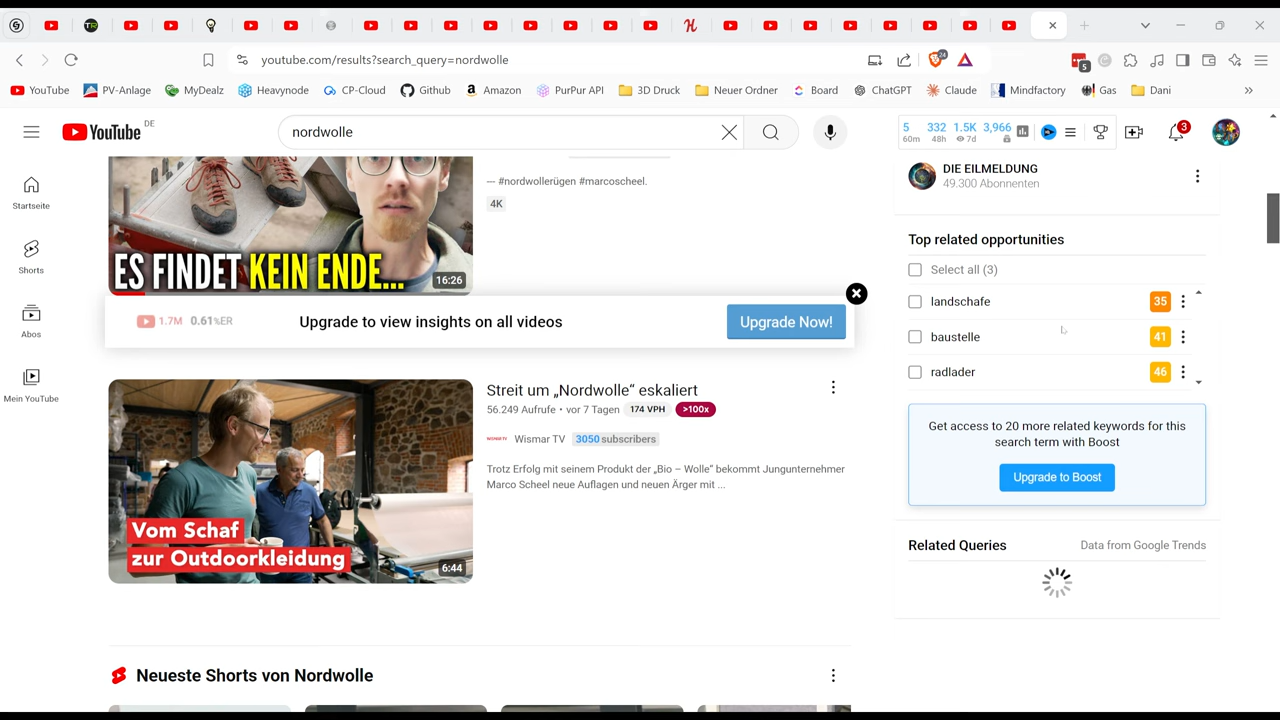 youtube.com/results?search_query=nordwolle
24
5
YouTube
PV-Anlage
MyDealz
Heavynode
CP-Cloud
Github
Amazon
PurPur API
3D Druck
Neuer Ordner
Board
ChatGPT
Claude
Mindfactory
Gas
Dani
YouTube DE
nordwolle
5 332 1.5K 3,966
60m 48h 7d
3
Startseite
Shorts
Abos
Mein YouTube
ES FINDET KEIN ENDE...
16:26
— #nordwollerügen #marcoscheel.
4K
1.7M 0.61%ER
Upgrade to view insights on all videos
Upgrade Now!
Vom Schaf
zur Outdoorkleidung
6:44
Streit um „Nordwolle“ eskaliert
56.249 Aufrufe • vor 7 Tagen 174 VPH >100x
Wismar TV 3050 subscribers
Trotz Erfolg mit seinem Produkt der „Bio – Wolle“ bekommt Jungunternehmer
Marco Scheel neue Auflagen und neuen Ärger mit ...
Neueste Shorts von Nordwolle
DIE EILMELDUNG
49.300 Abonnenten
Top related opportunities
Select all (3)
landschafe 35
baustelle 41
radlader 46
Get access to 20 more related keywords for this
search term with Boost
Upgrade to Boost
Related Queries
Data from Google Trends